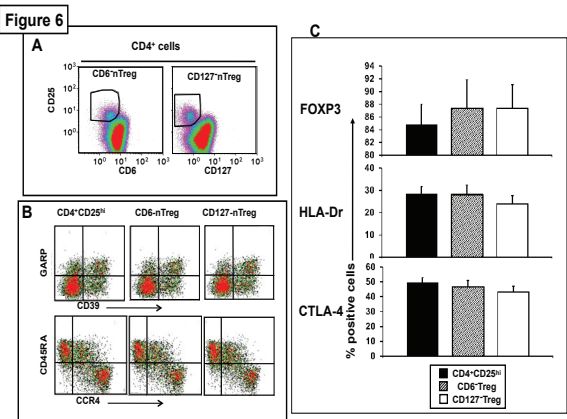 Figure 6
A
CD4⁺ cells
CD6⁻nTreg
CD127⁻nTreg
CD25
10³
10²
10¹
10⁰
10⁰ 10¹ 10² 10³
10⁰ 10¹ 10² 10³
CD6
CD127
B
CD4⁺CD25ʰⁱ
CD6-nTreg
CD127-nTreg
GARP
CD39
CD45RA
CCR4
C
FOXP3
94
92
90
88
86
84
82
80
HLA-Dr
40
30
20
10
0
CTLA-4
60
50
40
30
20
10
0
% positive cells
CD4⁺CD25ʰⁱ
CD6⁻Treg
CD127⁻Treg